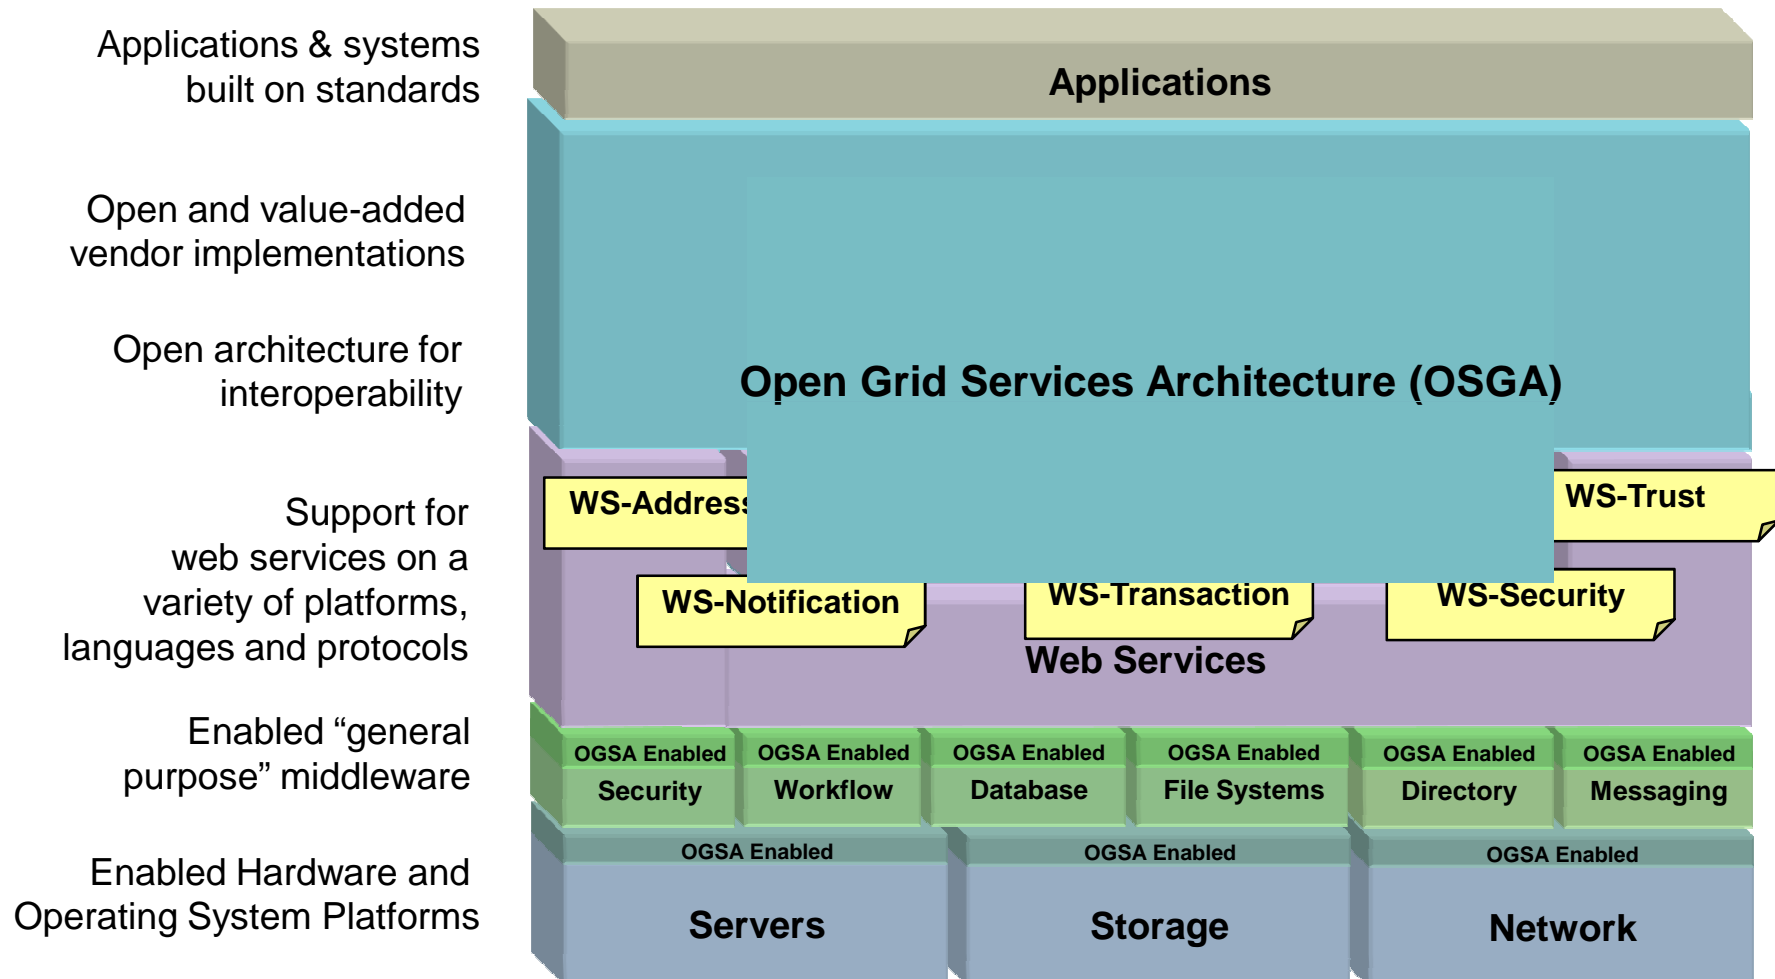 Applications & systems
built on standards
Applications
Open and value-added
vendor implementations
Open architecture for
interoperability
Open Grid Services Architecture (OSGA)
Support for
web services on a
variety of platforms,
languages and protocols
WS-Trust
WS-Notification
WS-Transaction
WS-Security
Web Services
Enabled “general
purpose” middleware
OGSA Enabled
Security
OGSA Enabled
Workflow
OGSA Enabled
Database
OGSA Enabled
File Systems
OGSA Enabled
Directory
OGSA Enabled
Messaging
Enabled Hardware and
Operating System Platforms
OGSA Enabled
Servers
OGSA Enabled
Storage
OGSA Enabled
Network